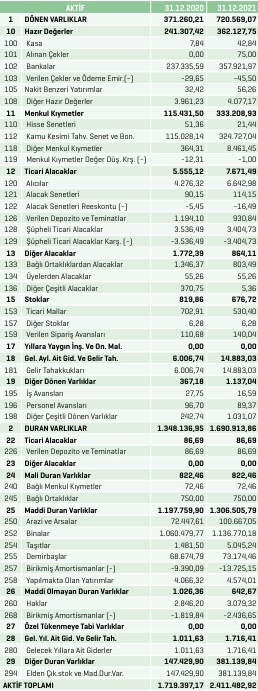 AKTİF 31.12.2020 31.12.2021
1 DÖNEN VARLIKLAR 371.260,21 720.569,07
10 Hazır Değerler 241.307,42 362.127,75
100 Kasa 7,84 42,84
101 Alınan Çekler 0,00 75,00
102 Bankalar 237.335,59 357.921,97
103 Verilen Çekler ve Ödeme Emir.(-) -29,65 -45,50
105 Nakit Benzeri Yatırımlar 32,42 56,26
108 Diğer Hazır Değerler 3.961,23 4.077,17
11 Menkul Kıymetler 115.431,50 333.208,93
110 Hisse Senetleri 51,36 21,44
112 Kamu Kesimi Tahv. Senet ve Bon. 115.028,14 324.727,04
118 Diğer Menkul Kıymetler 364,31 8.461,45
119 Menkul Kıymetler Değer Düş. Krş. (-) -12,31 -1,00
12 Ticari Alacaklar 5.555,12 7.671,49
120 Alıcılar 4.276,32 6.642,98
121 Alacak Senetleri 90,15 114,15
122 Alacak Senetleri Reeskontu (-) -5,45 -16,49
126 Verilen Depozito ve Teminatlar 1.194,10 930,84
128 Şüpheli Ticari Alacaklar 3.536,49 3.404,73
129 Şüpheli Ticari Alacaklar Karş. (-) -3.536,49 -3.404,73
13 Diğer Alacaklar 1.772,39 864,11
133 Bağlı Ortaklıklardan Alacaklar 1.346,37 803,49
134 Üyelerden Alacaklar 55,26 55,26
136 Diğer Çeşitli Alacaklar 370,75 5,36
15 Stoklar 819,86 676,72
153 Ticari Mallar 702,91 530,40
157 Diğer Stoklar 6,28 6,28
159 Verilen Sipariş Avansları 110,68 140,04
17 Yıllara Yaygın İnş. Ve On. Mal. 0,00 0,00
18 Gel. Ayl. Ait Gid. Ve Gelir Tah. 6.006,74 14.883,03
181 Gelir Tahakkukları 6.006,74 14.883,03
19 Diğer Dönen Varlıklar 367,18 1.137,04
195 İş Avansları 27,75 16,59
196 Personel Avansları 96,70 89,37
198 Diğer Çeşitli Dönen Varlıklar 242,74 1.031,07
2 DURAN VARLIKLAR 1.348.136,95 1.690.913,86
22 Ticari Alacaklar 86,69 86,69
226 Verilen Depozito ve Teminatlar 86,69 86,69
23 Diğer Alacaklar 0,00 0,00
24 Mali Duran Varlıklar 822,46 822,46
240 Bağlı Menkul Kıymetler 72,46 72,46
245 Bağlı Ortaklıklar 750,00 750,00
25 Maddi Duran Varlıklar 1.197.759,90 1.306.505,79
250 Arazi ve Arsalar 72.447,61 100.667,05
252 Binalar 1.060.479,77 1.136.770,18
254 Taşıtlar 1.481,50 5.045,24
255 Demirbaşlar 68.674,79 73.174,46
257 Birikmiş Amortismanlar (-) -9.390,09 -13.725,15
258 Yapılmakta Olan Yatırımlar 4.066,32 4.574,01
26 Maddi Olmayan Duran Varlıklar 1.026,36 642,67
260 Haklar 2.846,20 3.079,32
268 Birikmiş Amortismanlar (-) -1.819,84 -2.436,65
27 Özel Tükenmeye Tabi Varlıklar 0,00 0,00
28 Gel. Yıl. Ait Gid. Ve Gelir Tah. 1.011,63 1.716,41
280 Gelecek Yıllara Ait Giderler 1.011,63 1.716,41
29 Diğer Duran Varlıklar 147.429,90 381.139,84
294 Elden Çık.stok ve Mad.Dur.Var. 147.429,90 381.139,84
AKTİF TOPLAMI 1.719.397,17 2.411.482,92